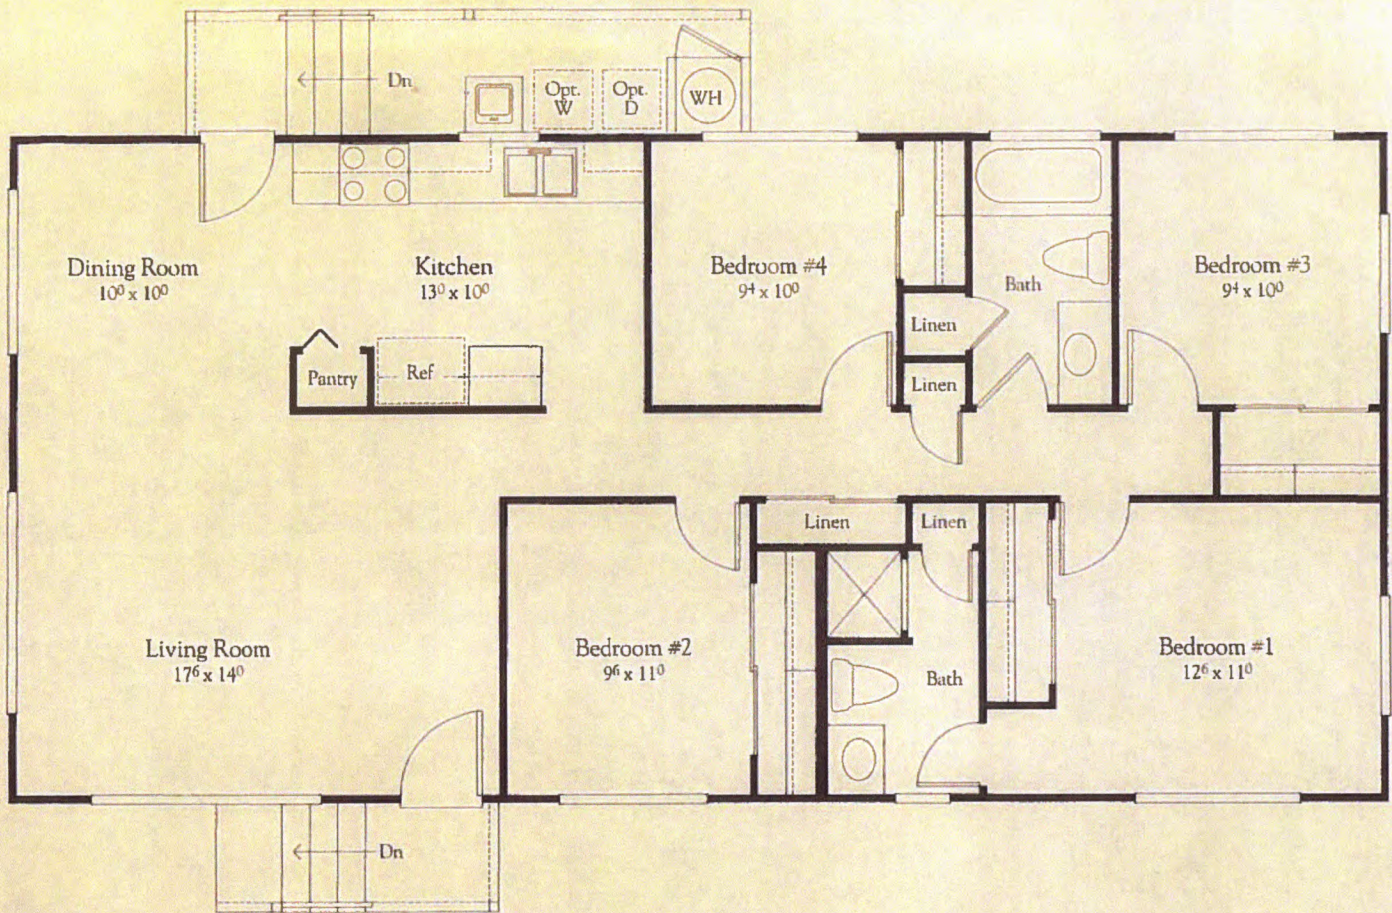 Dn
Opt.
W
Opt.
D
WH
Dining Room
10⁰ x 10⁰
Kitchen
13⁰ x 10⁰
Bedroom #4
9⁴ x 10⁰
Bath
Bedroom #3
9⁴ x 10⁰
Linen
Pantry
Ref
Linen
Linen
Linen
Living Room
17⁶ x 14⁰
Bedroom #2
9⁶ x 11⁰
Bath
Bedroom #1
12⁶ x 11⁰
Dn